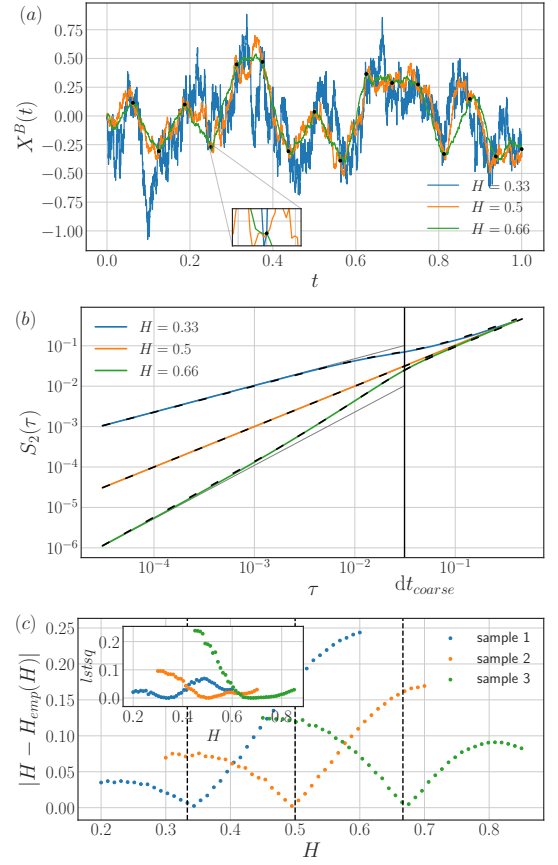 (a)
X^B(t)
0.75
0.50
0.25
0.00
−0.25
−0.50
−0.75
−1.00
H = 0.33
H = 0.5
H = 0.66
0.0 0.2 0.4 0.6 0.8 1.0
t
(b)
S_2(τ)
H = 0.33
H = 0.5
H = 0.66
10^{-1}
10^{-2}
10^{-3}
10^{-4}
10^{-5}
10^{-6}
10^{-4} 10^{-3} 10^{-2} 10^{-1}
τ dt_{coarse}
(c)
|H − H_{emp}(H)|
0.25
0.20
0.15
0.10
0.05
0.00
lstsq
0.2
0.1
0.0
0.2 0.4 0.6 0.8
H
sample 1
sample 2
sample 3
0.2 0.3 0.4 0.5 0.6 0.7 0.8
H